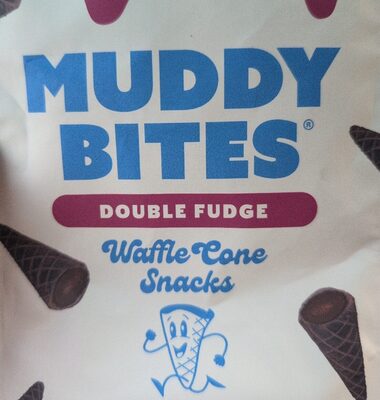 MUDDY
BITES®
DOUBLE FUDGE
Waffle Cone
Snacks